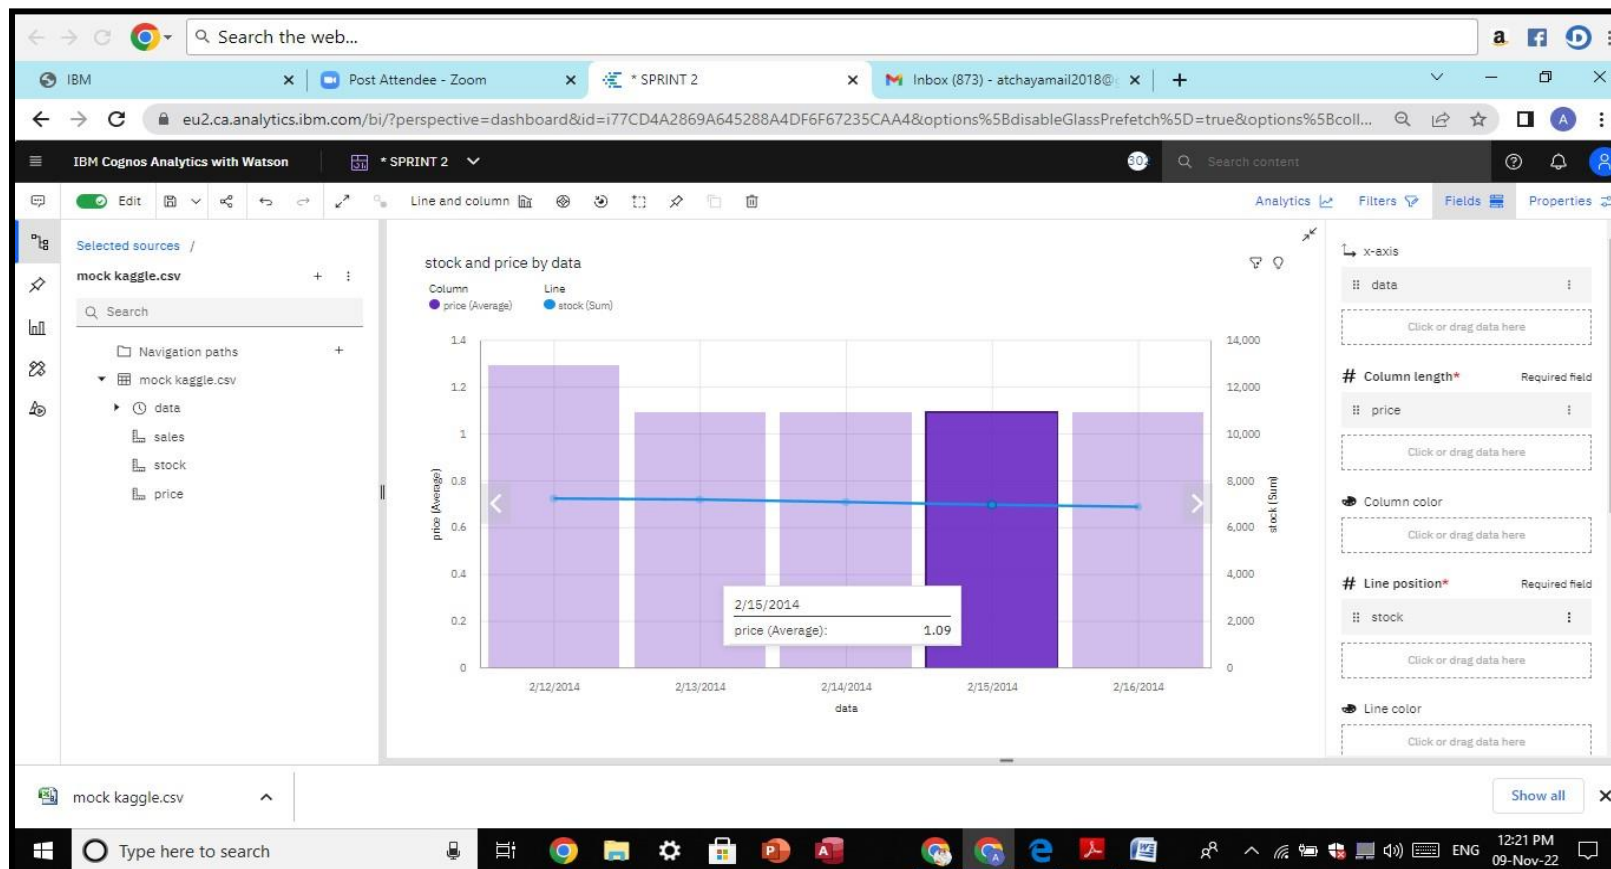 Search the web...
IBM
Post Attendee - Zoom
* SPRINT 2
Inbox (873) - atchayamail2018@
eu2.ca.analytics.ibm.com/bi/?perspective=dashboard&id=i77CD4A2869A645288A4DF6F67235CAA4&options%5BdisableGlassPrefetch%5D=true&options%5Bcoll...
A
IBM Cognos Analytics with Watson
* SPRINT 2
Search content
Edit
Line and column
Analytics
Filters
Fields
Properties
Selected sources /
mock kaggle.csv
Search
Navigation paths
mock kaggle.csv
data
sales
stock
price
stock and price by data
Column
Line
price (Average)
stock (Sum)
1.4
1.2
1
0.8
0.6
0.4
0.2
0
price (Average)
14,000
12,000
10,000
8,000
6,000
4,000
2,000
0
stock (Sum)
2/15/2014
price (Average): 1.09
2/12/2014
2/13/2014
2/14/2014
2/15/2014
2/16/2014
data
x-axis
data
Click or drag data here
# Column length* Required field
price
Click or drag data here
Column color
Click or drag data here
# Line position* Required field
stock
Click or drag data here
Line color
Click or drag data here
mock kaggle.csv
Show all
Type here to search
ENG
12:21 PM
09-Nov-22